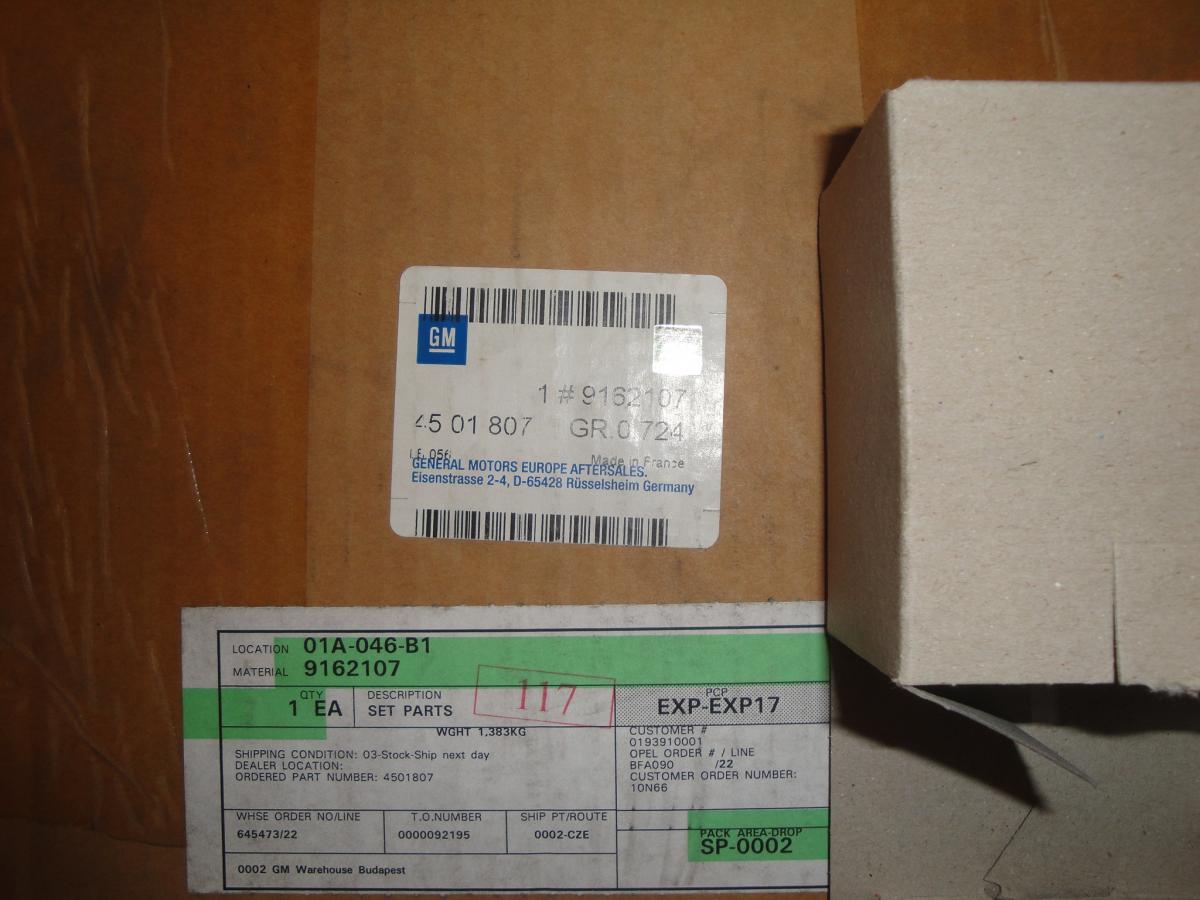 GM
1 # 9162107
45 01 807 GR.0.724
Made in France
GENERAL MOTORS EUROPE AFTERSALES.
Eisenstrasse 2-4, D-65428 Rüsselsheim Germany
LOCATION 01A-046-B1
MATERIAL 9162107
QTY
1 EA
DESCRIPTION
SET PARTS
117
PCP
EXP-EXP17
WGHT 1,383KG
SHIPPING CONDITION: 03-Stock-Ship next day
DEALER LOCATION:
ORDERED PART NUMBER: 4501807
CUSTOMER #
0193910001
OPEL ORDER # / LINE
BFA090 /22
CUSTOMER ORDER NUMBER:
10N66
WHSE ORDER NO/LINE
645473/22
T.O.NUMBER
0000092195
SHIP PT/ROUTE
0002-CZE
PACK AREA-DROP
SP-0002
0002 GM Warehouse Budapest